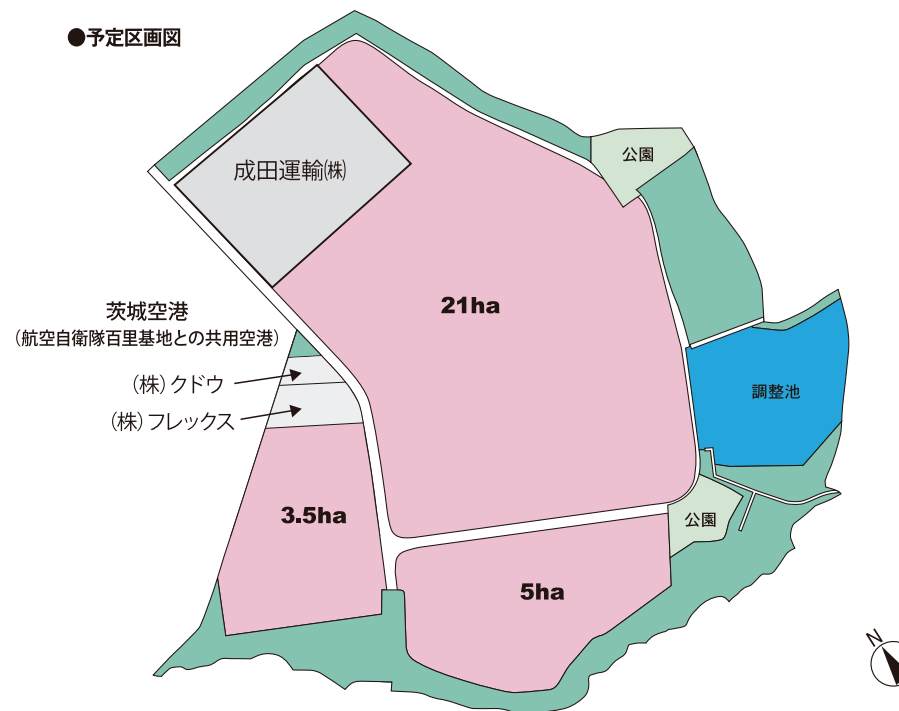 ●予定区画図
公園
成田運輸㈱
21ha
茨城空港
(航空自衛隊百里基地との共用空港)
(株)クドウ
調整池
(株)フレックス
3.5ha
公園
5ha
N